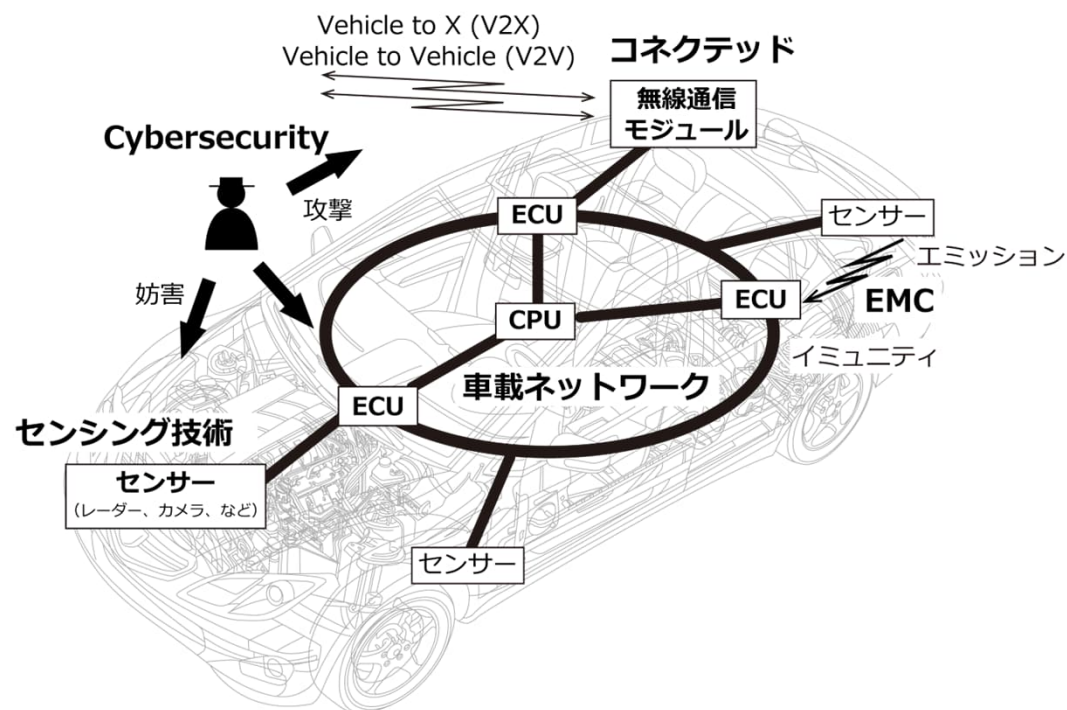 Vehicle to X (V2X)
Vehicle to Vehicle (V2V)
コネクテッド
無線通信
モジュール
Cybersecurity
攻撃
妨害
ECU
センサー
エミッション
ECU
EMC
CPU
イミュニティ
車載ネットワーク
ECU
センシング技術
センサー
(レーダー、カメラ、など)
センサー